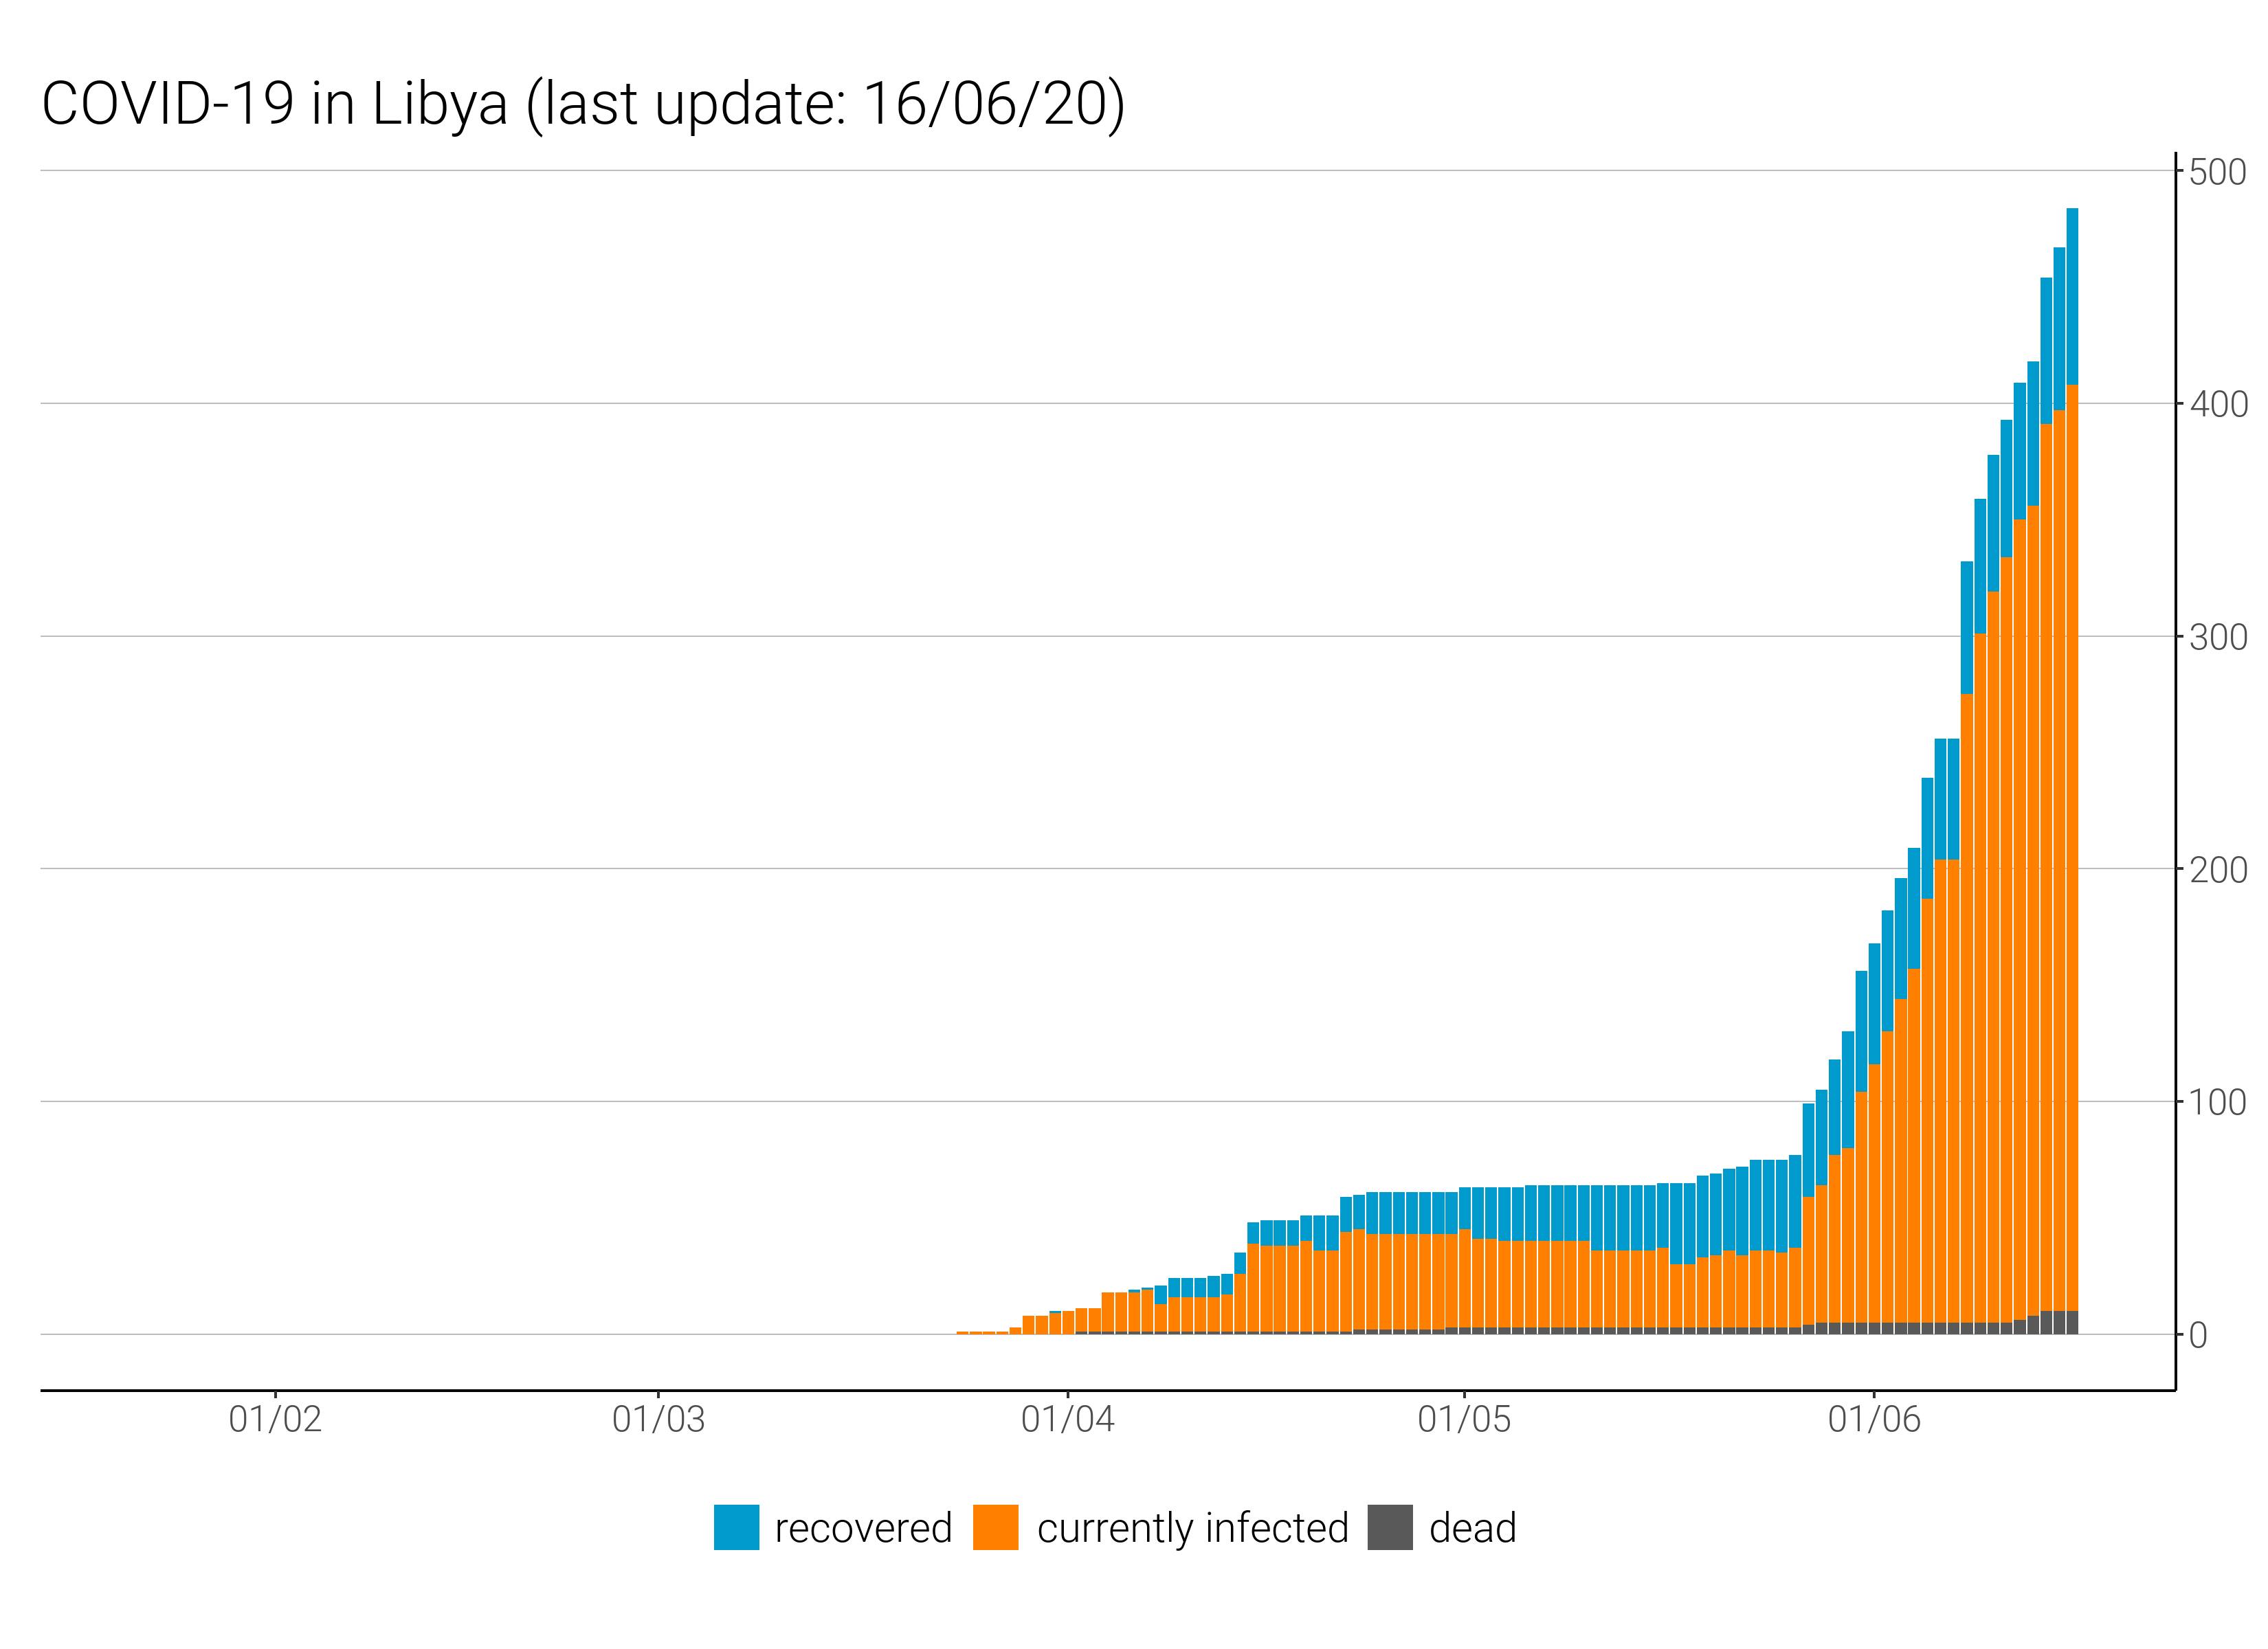 COVID-19 in Libya (last update: 16/06/20)
500
400
300
200
100
0
01/02 01/03 01/04 01/05 01/06
recovered currently infected dead